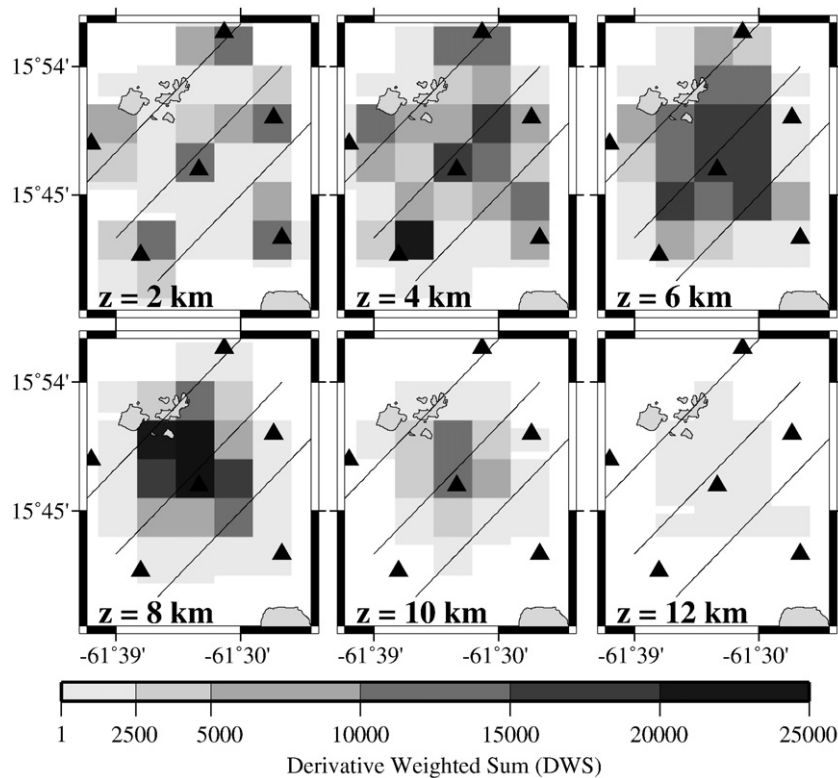 15°54'
15°45'
z = 2 km z = 4 km z = 6 km
15°54'
15°45'
z = 8 km z = 10 km z = 12 km
-61°39' -61°30' -61°39' -61°30' -61°39' -61°30'
1 2500 5000 10000 15000 20000 25000
Derivative Weighted Sum (DWS)